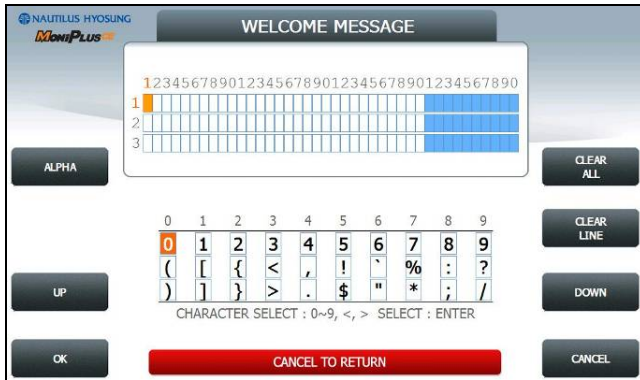 NAUTILUS HYOSUNG
MoniPlus CE
WELCOME MESSAGE
1234567890123456789012345678901234567890
1
2
3
ALPHA
CLEAR ALL
CLEAR LINE
0 1 2 3 4 5 6 7 8 9
0 1 2 3 4 5 6 7 8 9
( [ { < , ! ` % : ?
) ] } > . $ " * ; /
UP
DOWN
CHARACTER SELECT : 0~9, <, > SELECT : ENTER
OK
CANCEL TO RETURN
CANCEL